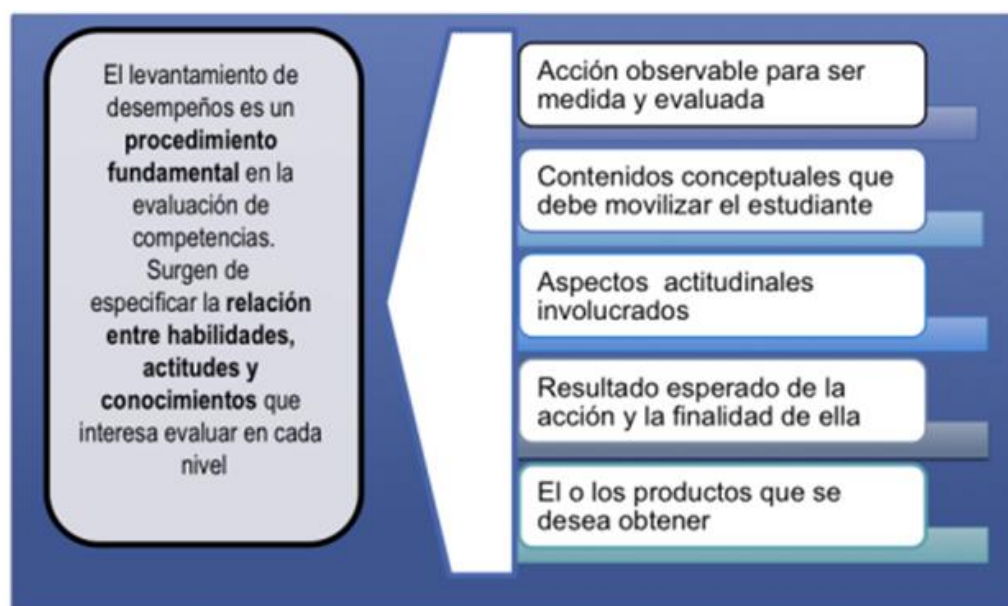 El levantamiento de
desempeños es un
procedimiento
fundamental en la
evaluación de
competencias.
Surgen de
especificar la relación
entre habilidades,
actitudes y
conocimientos que
interesa evaluar en cada
nivel
Acción observable para ser
medida y evaluada
Contenidos conceptuales que
debe movilizar el estudiante
Aspectos actitudinales
involucrados
Resultado esperado de la
acción y la finalidad de ella
El o los productos que se
desea obtener